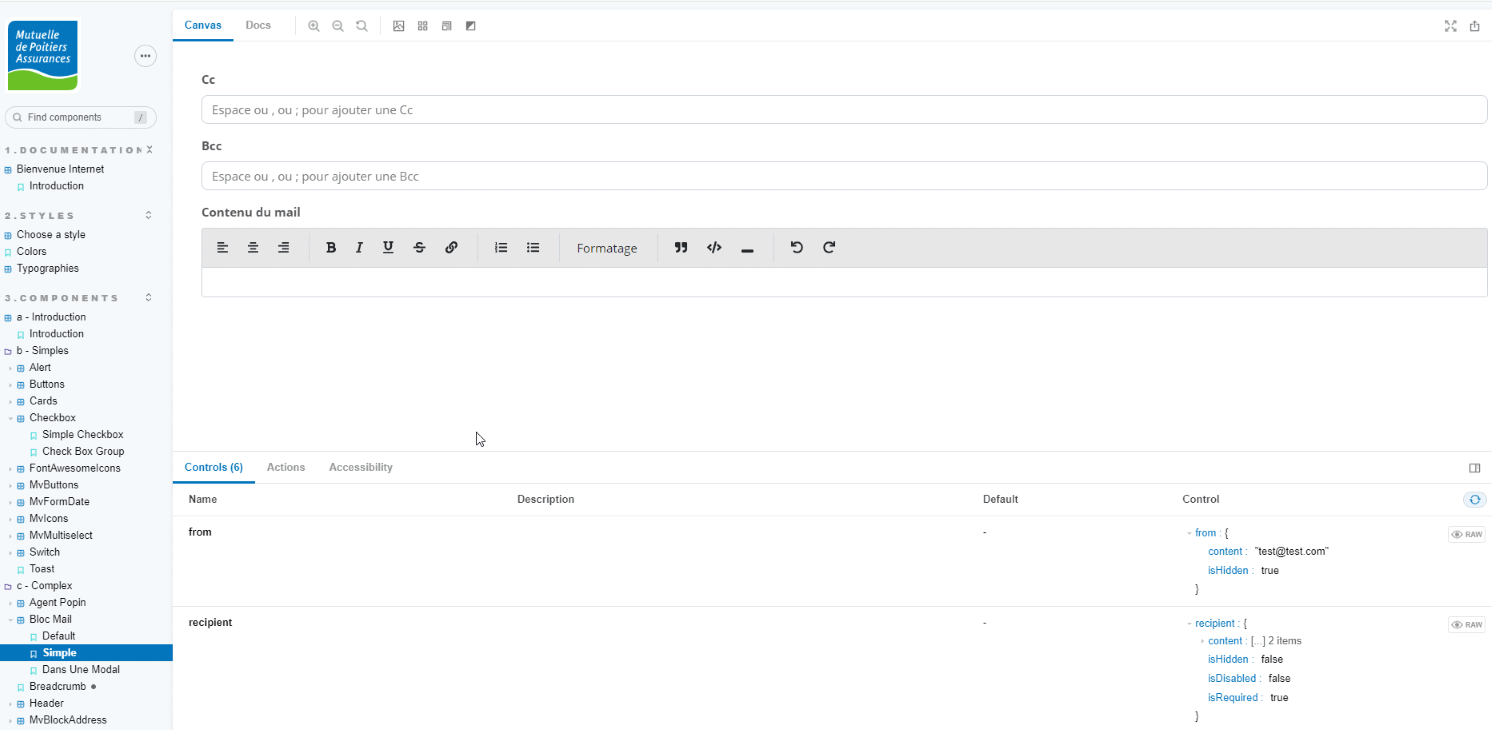 Mutuelle
de Poitiers
Assurances
Find components /
1.DOCUMENTATION
Bienvenue Internet
Introduction
2.STYLES
Choose a style
Colors
Typographies
3.COMPONENTS
a - Introduction
Introduction
b - Simples
Alert
Buttons
Cards
Checkbox
Simple Checkbox
Check Box Group
FontAwesomeIcons
MvButtons
MvFormDate
MvIcons
MvMultiselect
Switch
Toast
c - Complex
Agent Popin
Bloc Mail
Default
Simple
Dans Une Modal
Breadcrumb
Header
MvBlockAddress
Canvas Docs
Cc
Espace ou , ou ; pour ajouter une Cc
Bcc
Espace ou , ou ; pour ajouter une Bcc
Contenu du mail
B I U S Formatage
Controls (6) Actions Accessibility
Name Description Default Control
from - from : { RAW
content : "test@test.com"
isHidden : true
}
recipient - recipient : { RAW
content : [...] 2 items
isHidden : false
isDisabled : false
isRequired : true
}